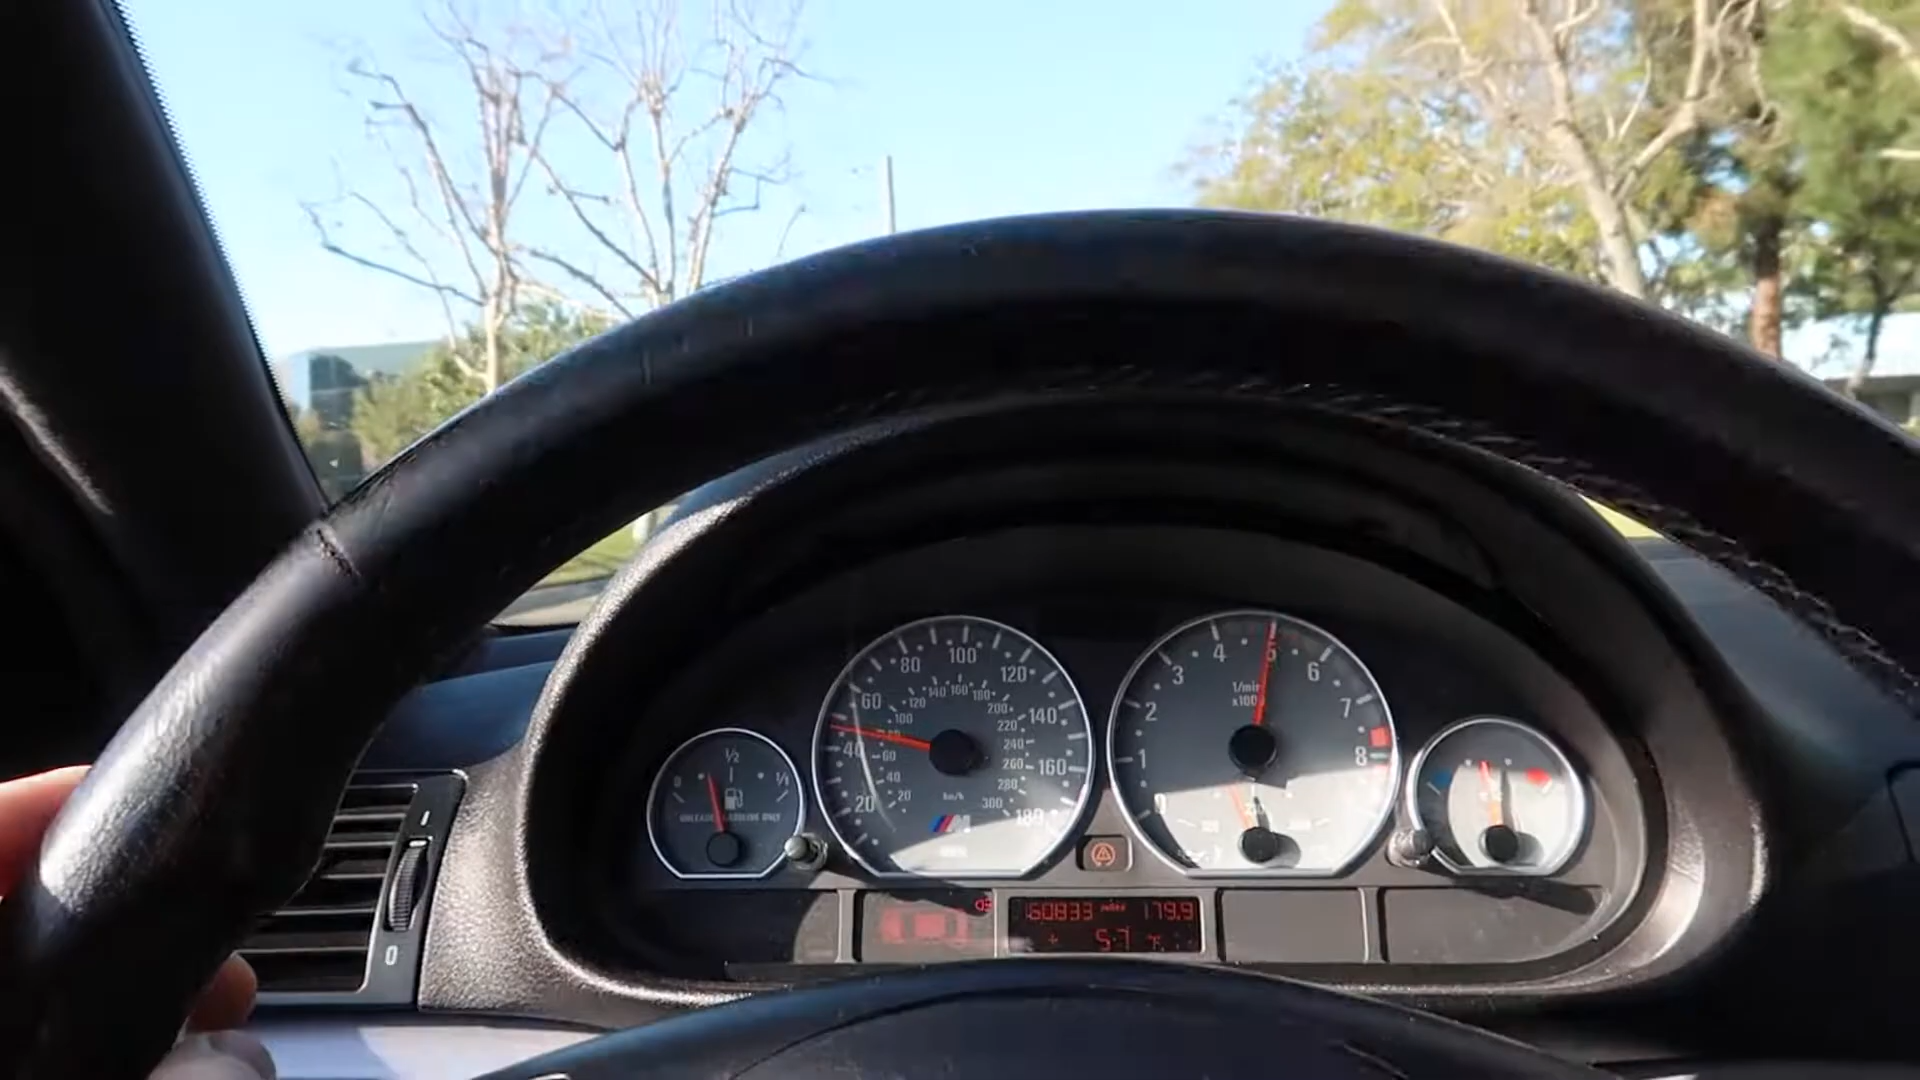 0 1/2 1/1
UNLEADED GASOLINE ONLY
20 40 60 80 100 120 140 160 180
20 40 60 80 100 120 140 160 180 200 220 240 260 280 300
km/h
M
1 2 3 4 5 6 7 8
1/min
x1000
160833 miles 179.9
+ 57 °F
0